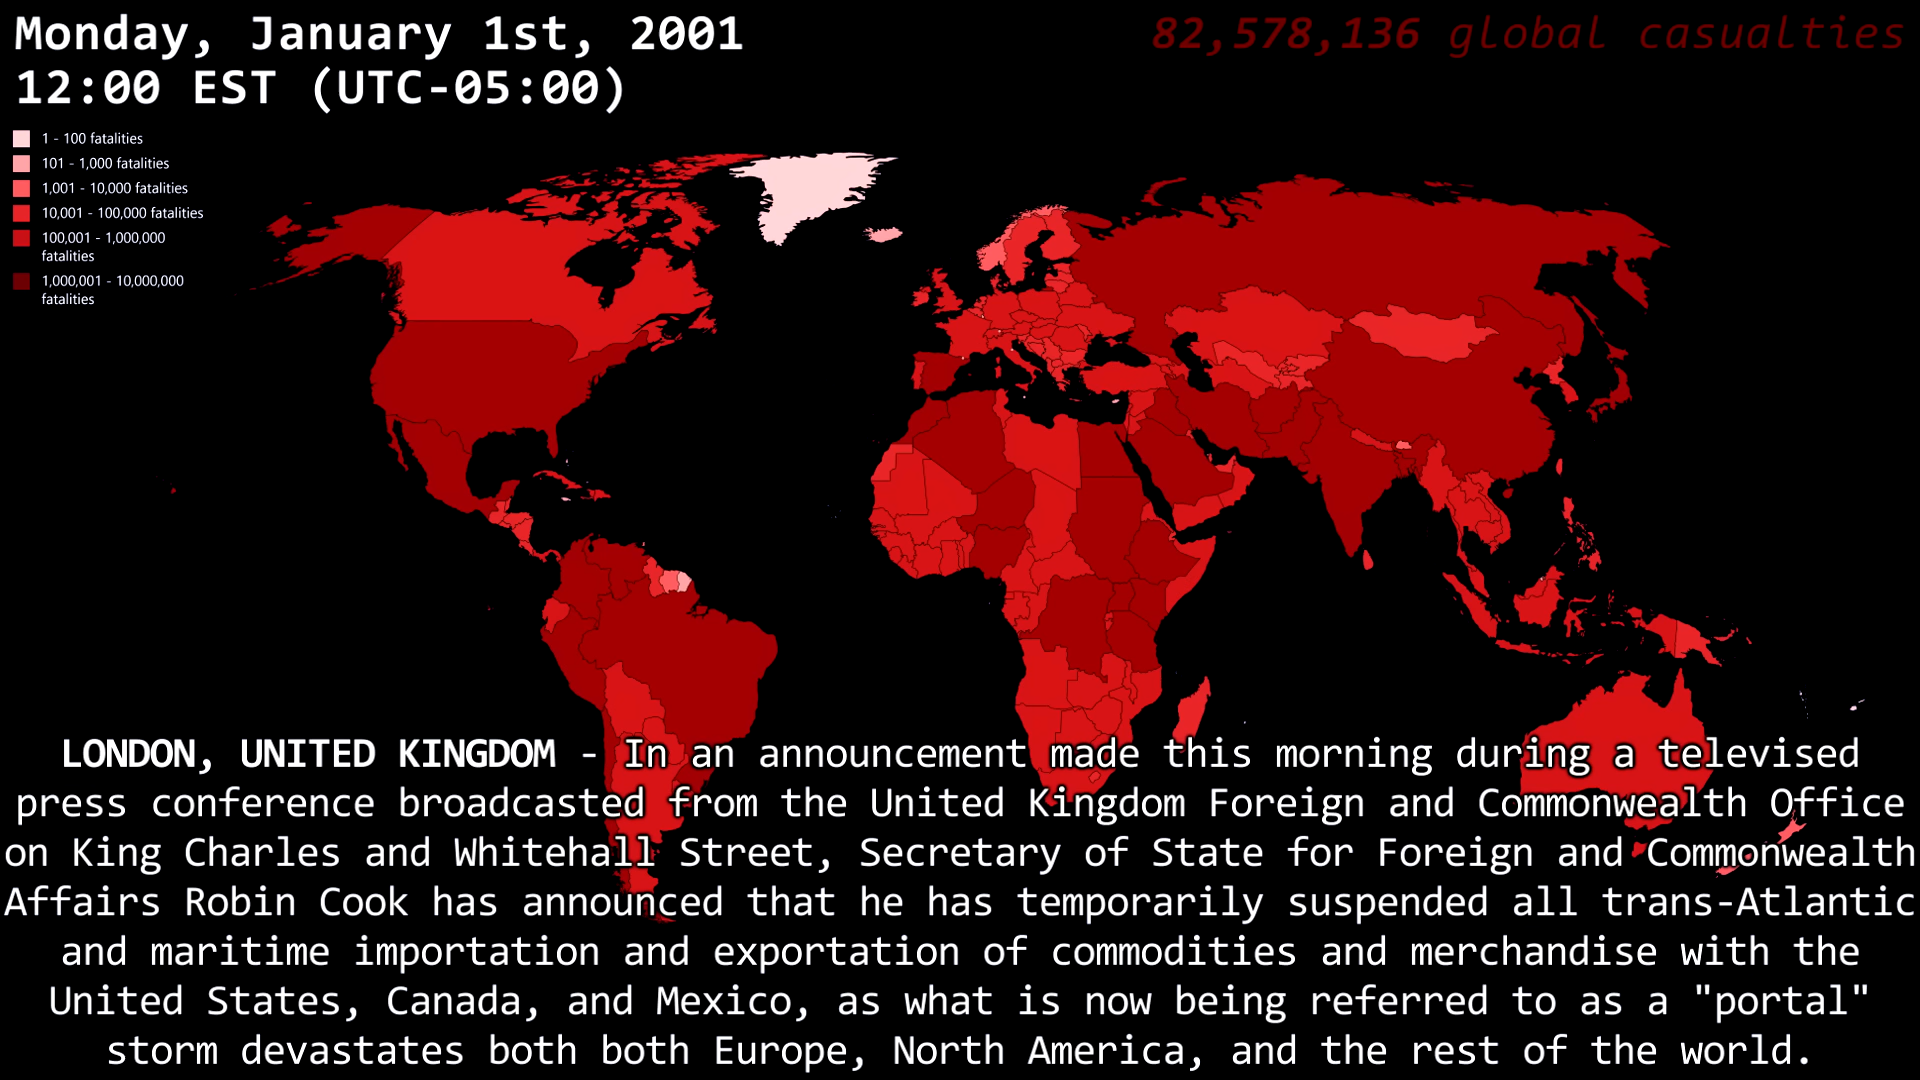 Monday, January 1st, 2001
82,578,136 global casualties
12:00 EST (UTC-05:00)
1 - 100 fatalities
101 - 1,000 fatalities
1,001 - 10,000 fatalities
10,001 - 100,000 fatalities
100,001 - 1,000,000
fatalities
1,000,001 - 10,000,000
fatalities
LONDON, UNITED KINGDOM - In an announcement made this morning during a televised
press conference broadcasted from the United Kingdom Foreign and Commonwealth Office
on King Charles and Whitehall Street, Secretary of State for Foreign and Commonwealth
Affairs Robin Cook has announced that he has temporarily suspended all trans-Atlantic
and maritime importation and exportation of commodities and merchandise with the
United States, Canada, and Mexico, as what is now being referred to as a "portal"
storm devastates both both Europe, North America, and the rest of the world.